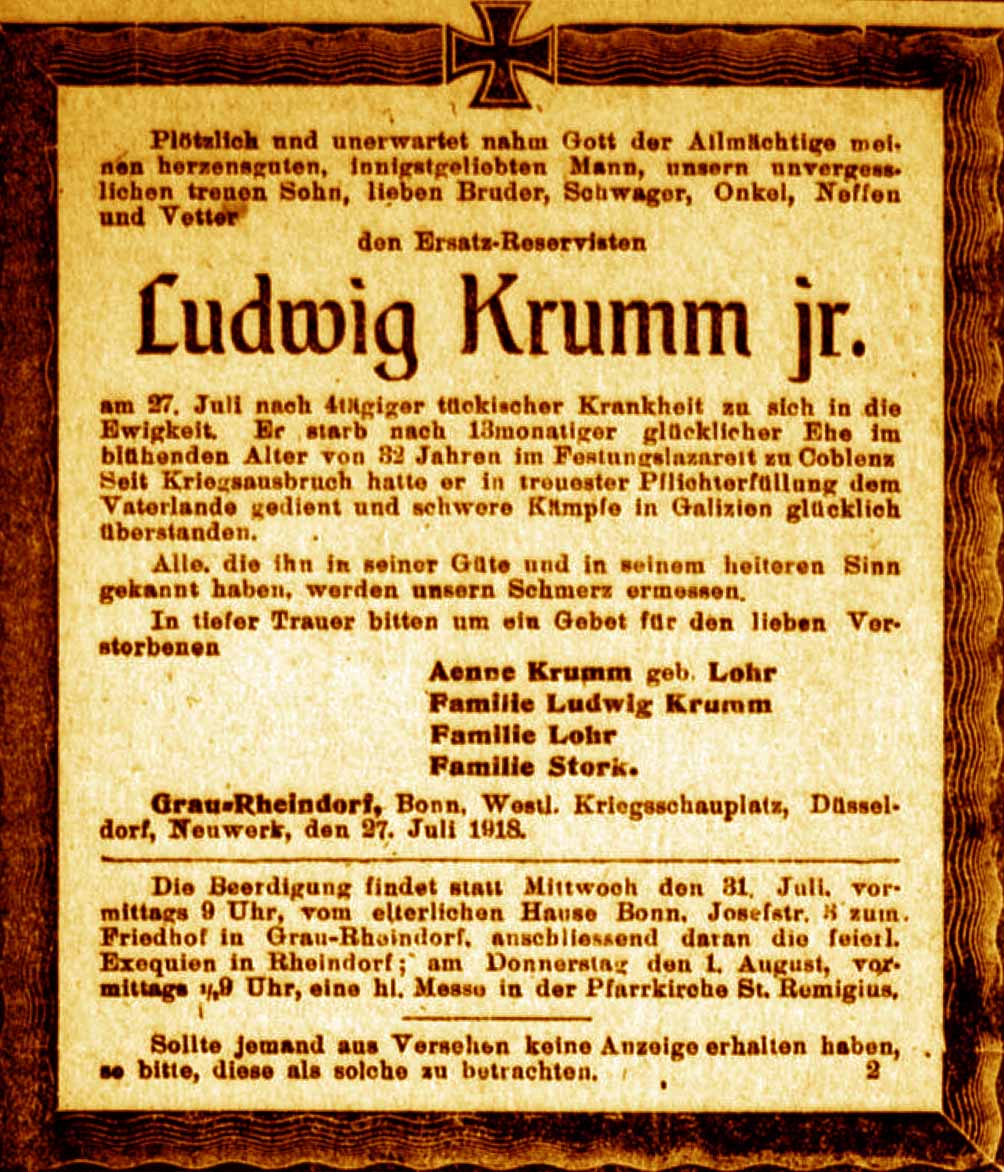 Plötzlich und unerwartet nahm Gott der Allmächtige mei-
nen herzensguten, innigstgeliebten Mann, unsern unverges-
lichen treuen Sohn, lieben Bruder, Schwager, Onkel, Neffen
und Vetter
den Ersatz-Reservisten
Ludwig Krumm jr.
am 27. Juli nach 4tägiger tückischer Krankheit zu sich in die
Ewigkeit. Er starb nach 13monatiger glücklicher Ehe im
blühenden Alter von 32 Jahren im Festungslazarett zu Coblenz
Seit Kriegsausbruch hatte er in treuester Pflichterfüllung dem
Vaterlande gedient und schwere Kämpfe in Galizien glücklich
überstanden.
Alle, die ihn in seiner Güte und in seinem heiteren Sinn
gekannt haben, werden unsern Schmerz ermessen.
In tiefer Trauer bitten um ein Gebet für den lieben Ver-
storbenen
Aenne Krumm geb. Lohr
Familie Ludwig Krumm
Familie Lohr
Familie Stork.
Grau-Rheindorf, Bonn, Westl. Kriegsschauplatz, Düssel-
dorf, Neuwerk, den 27. Juli 1918.
Die Beerdigung findet statt Mittwoch den 31. Juli, vor-
mittags 9 Uhr, vom elterlichen Hause Bonn, Josefstr. zum
Friedhof in Grau-Rheindorf, anschliessend daran die feierl.
Exequien in Rheindorf; am Donnerstag den 1. August, vor-
mittags ½9 Uhr, eine hl. Messe in der Pfarrkirche St. Remigius.
Sollte jemand aus Versehen keine Anzeige erhalten haben,
so bitte, diese als solche zu betrachten. 2